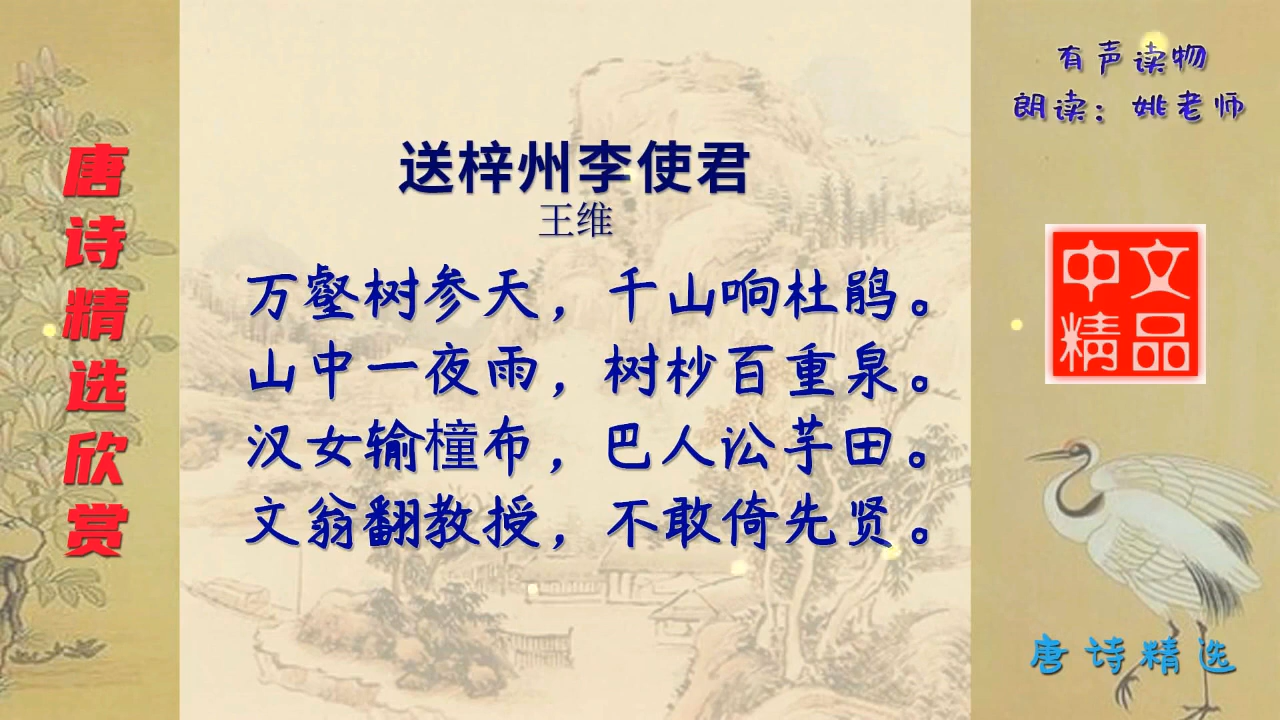 唐诗精选欣赏
送梓州李使君
王维
万壑树参天，千山响杜鹃。
山中一夜雨，树杪百重泉。
汉女输橦布，巴人讼芋田。
文翁翻教授，不敢倚先贤。
有声读物
朗读：姚老师
中文
精品
唐诗精选